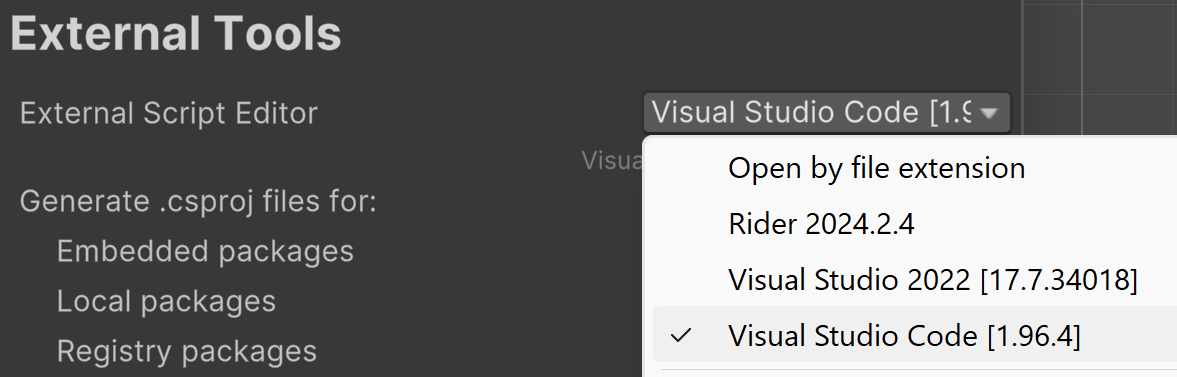 External Tools
External Script Editor
Visual Studio Code [1.9
Visua
Open by file extension
Generate .csproj files for:
Rider 2024.2.4
Embedded packages
Visual Studio 2022 [17.7.34018]
Local packages
Visual Studio Code [1.96.4]
Registry packages